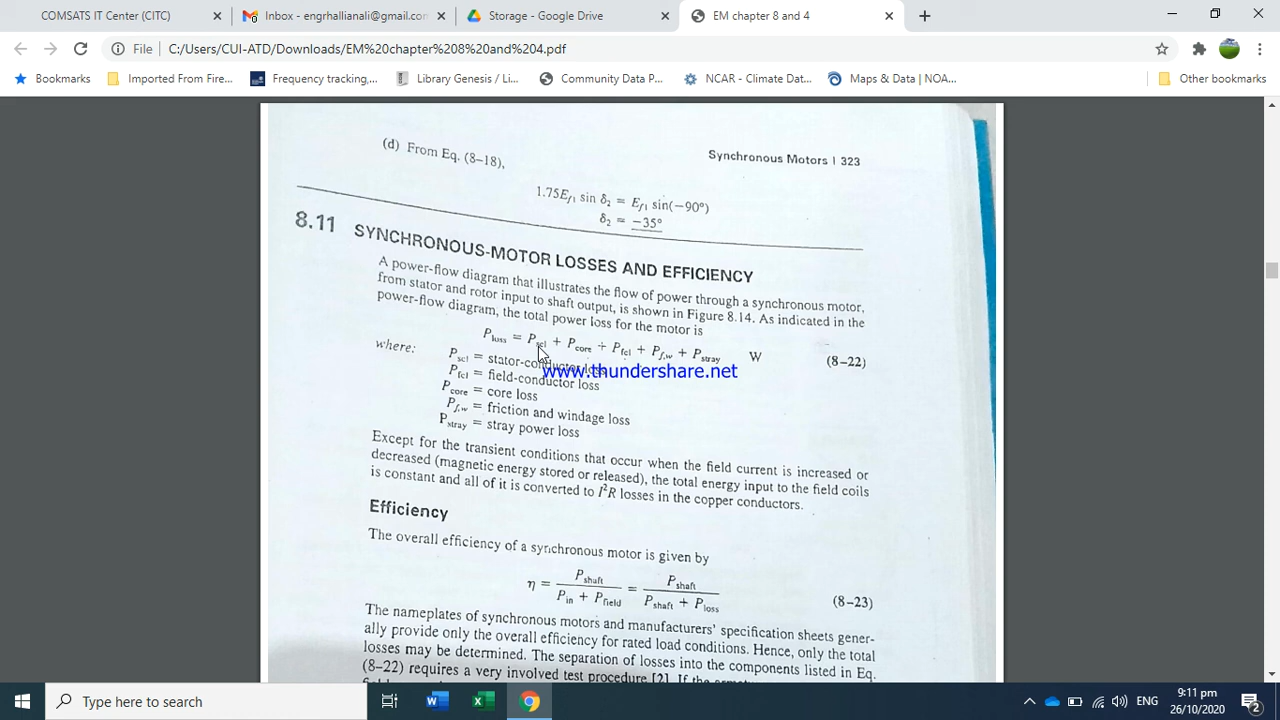 COMSATS IT Center (CITC)
Inbox - engrhallianali@gmail.com
Storage - Google Drive
EM chapter 8 and 4
File C:/Users/CUI-ATD/Downloads/EM%20chapter%208%20and%204.pdf
Bookmarks Imported From Fire... Frequency tracking,... Library Genesis / Li... Community Data P... NCAR - Climate Dat... Maps & Data | NOA... Other bookmarks
Synchronous Motors | 323
(d) From Eq. (8–18),
1.75E_f1 sin δ₂ = E_f1 sin(−90°)
δ₂ = −35°
8.11 SYNCHRONOUS-MOTOR LOSSES AND EFFICIENCY
A power-flow diagram that illustrates the flow of power through a synchronous motor,
from stator and rotor input to shaft output, is shown in Figure 8.14. As indicated in the
power-flow diagram, the total power loss for the motor is
P_loss = P_scl + P_core + P_fcl + P_f,w + P_stray W (8–22)
where: P_scl = stator-conductor loss
www.thundershare.net
P_fcl = field-conductor loss
P_core = core loss
P_f,w = friction and windage loss
P_stray = stray power loss
Except for the transient conditions that occur when the field current is increased or
decreased (magnetic energy stored or released), the total energy input to the field coils
is constant and all of it is converted to I²R losses in the copper conductors.
Efficiency
The overall efficiency of a synchronous motor is given by
η = P_shaft / (P_in + P_field) = P_shaft / (P_shaft + P_loss) (8–23)
The nameplates of synchronous motors and manufacturers' specification sheets gener-
ally provide only the overall efficiency for rated load conditions. Hence, only the total
losses may be determined. The separation of losses into the components listed in Eq.
(8–22) requires a very involved test procedure [2]. If the
Type here to search
ENG
9:11 pm
26/10/2020
2